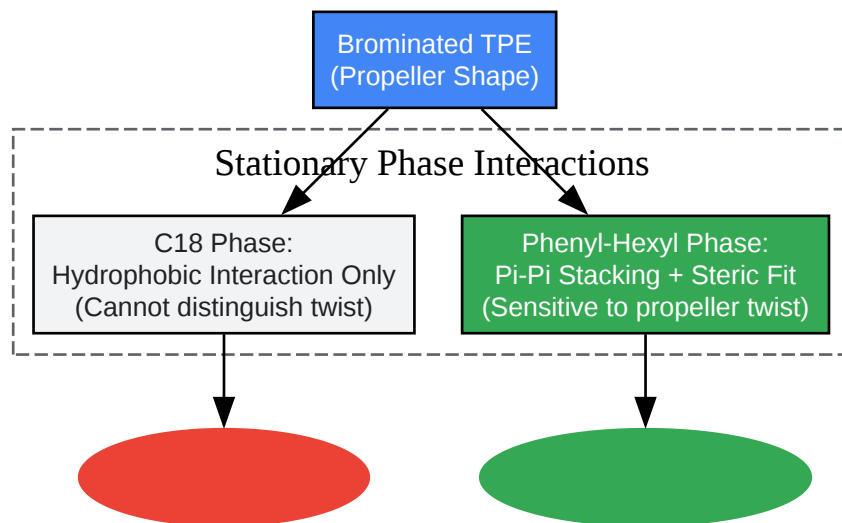 Brominated TPE
(Propeller Shape)
Stationary Phase Interactions
C18 Phase:
Hydrophobic Interaction Only
(Cannot distinguish twist)
Phenyl-Hexyl Phase:
Pi-Pi Stacking + Steric Fit
(Sensitive to propeller twist)